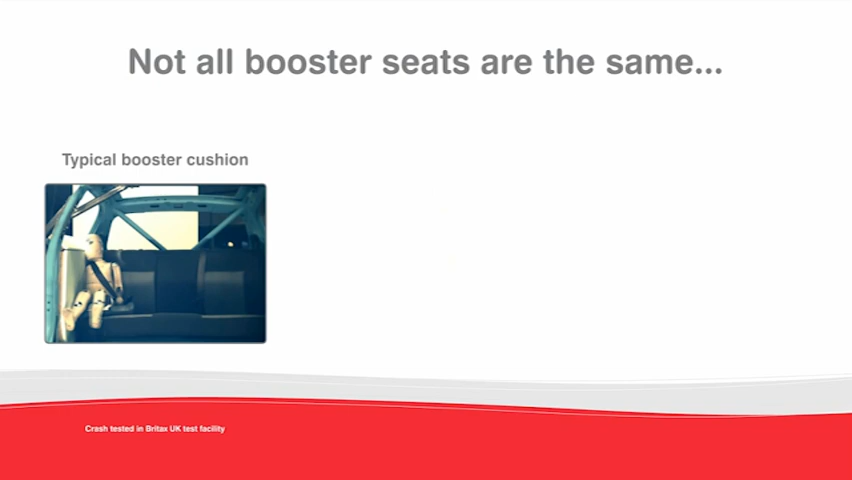 Not all booster seats are the same...
Typical booster cushion
Crash tested in Britax UK test facility